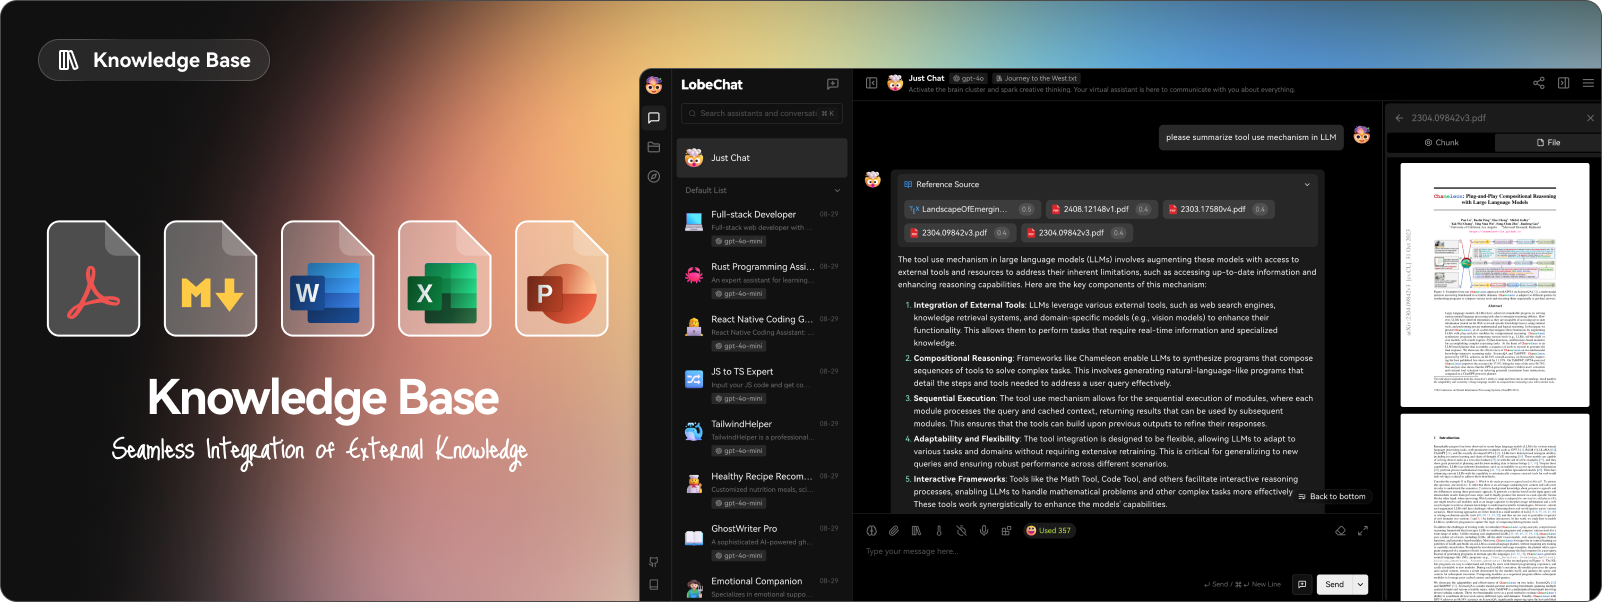 Knowledge Base
W
X
P
Knowledge Base
Seamless Integration of External Knowledge
LobeChat
Search assistants and conversati ⌘ K
Just Chat
Default List
Full-stack Developer 08-29
Full-stack web developer with ...
gpt-4o-mini
Rust Programming Assi... 08-29
An expert assistant for learning...
gpt-4o-mini
React Native Coding G... 08-29
React Native Coding Assistant: ...
gpt-4o-mini
JS to TS Expert 08-29
Input your JS code and get co...
gpt-4o-mini
TailwindHelper 08-29
TailwindHelper is a professional...
gpt-4o-mini
Healthy Recipe Recom... 08-29
Customized nutrition meals, sci...
gpt-4o-mini
GhostWriter Pro 08-29
A sophisticated AI-powered gh...
gpt-4o-mini
Emotional Companion 08-29
Specializes in emotional suppo...
Just Chat gpt-4o Journey to the West.txt
Activate the brain cluster and spark creative thinking. Your virtual assistant is here to communicate with you about everything.
please summarize tool use mechanism in LLM
Reference Source
LandscapeOfEmergin... 0.5 2408.12148v1.pdf 0.4 2303.17580v4.pdf 0.4
2304.09842v3.pdf 0.4 2304.09842v3.pdf 0.4
The tool use mechanism in large language models (LLMs) involves augmenting these models with access to
external tools and resources to address their inherent limitations, such as accessing up-to-date information and
enhancing reasoning capabilities. Here are the key components of this mechanism:
1. Integration of External Tools: LLMs leverage various external tools, such as web search engines,
knowledge retrieval systems, and domain-specific models (e.g., vision models) to enhance their
functionality. This allows them to perform tasks that require real-time information and specialized
knowledge.
2. Compositional Reasoning: Frameworks like Chameleon enable LLMs to synthesize programs that compose
sequences of tools to solve complex tasks. This involves generating natural-language-like programs that
detail the steps and tools needed to address a user query effectively.
3. Sequential Execution: The tool use mechanism allows for the sequential execution of modules, where each
module processes the query and cached context, returning results that can be used by subsequent
modules. This ensures that the tools can build upon previous outputs to refine their responses.
4. Adaptability and Flexibility: The tool integration is designed to be flexible, allowing LLMs to adapt to
various tasks and domains without requiring extensive retraining. This is critical for generalizing to new
queries and ensuring robust performance across different scenarios.
5. Interactive Frameworks: Tools like the Math Tool, Code Tool, and others facilitate interactive reasoning
processes, enabling LLMs to handle mathematical problems and other complex tasks more effectively
These tools work synergistically to enhance the models' capabilities.
Back to bottom
Used 357
Type your message here...
Send / ⌘ New Line
Send
2304.09842v3.pdf
Chunk File
Chameleon: Plug-and-Play Compositional Reasoning
with Large Language Models
Abstract
1 Introduction